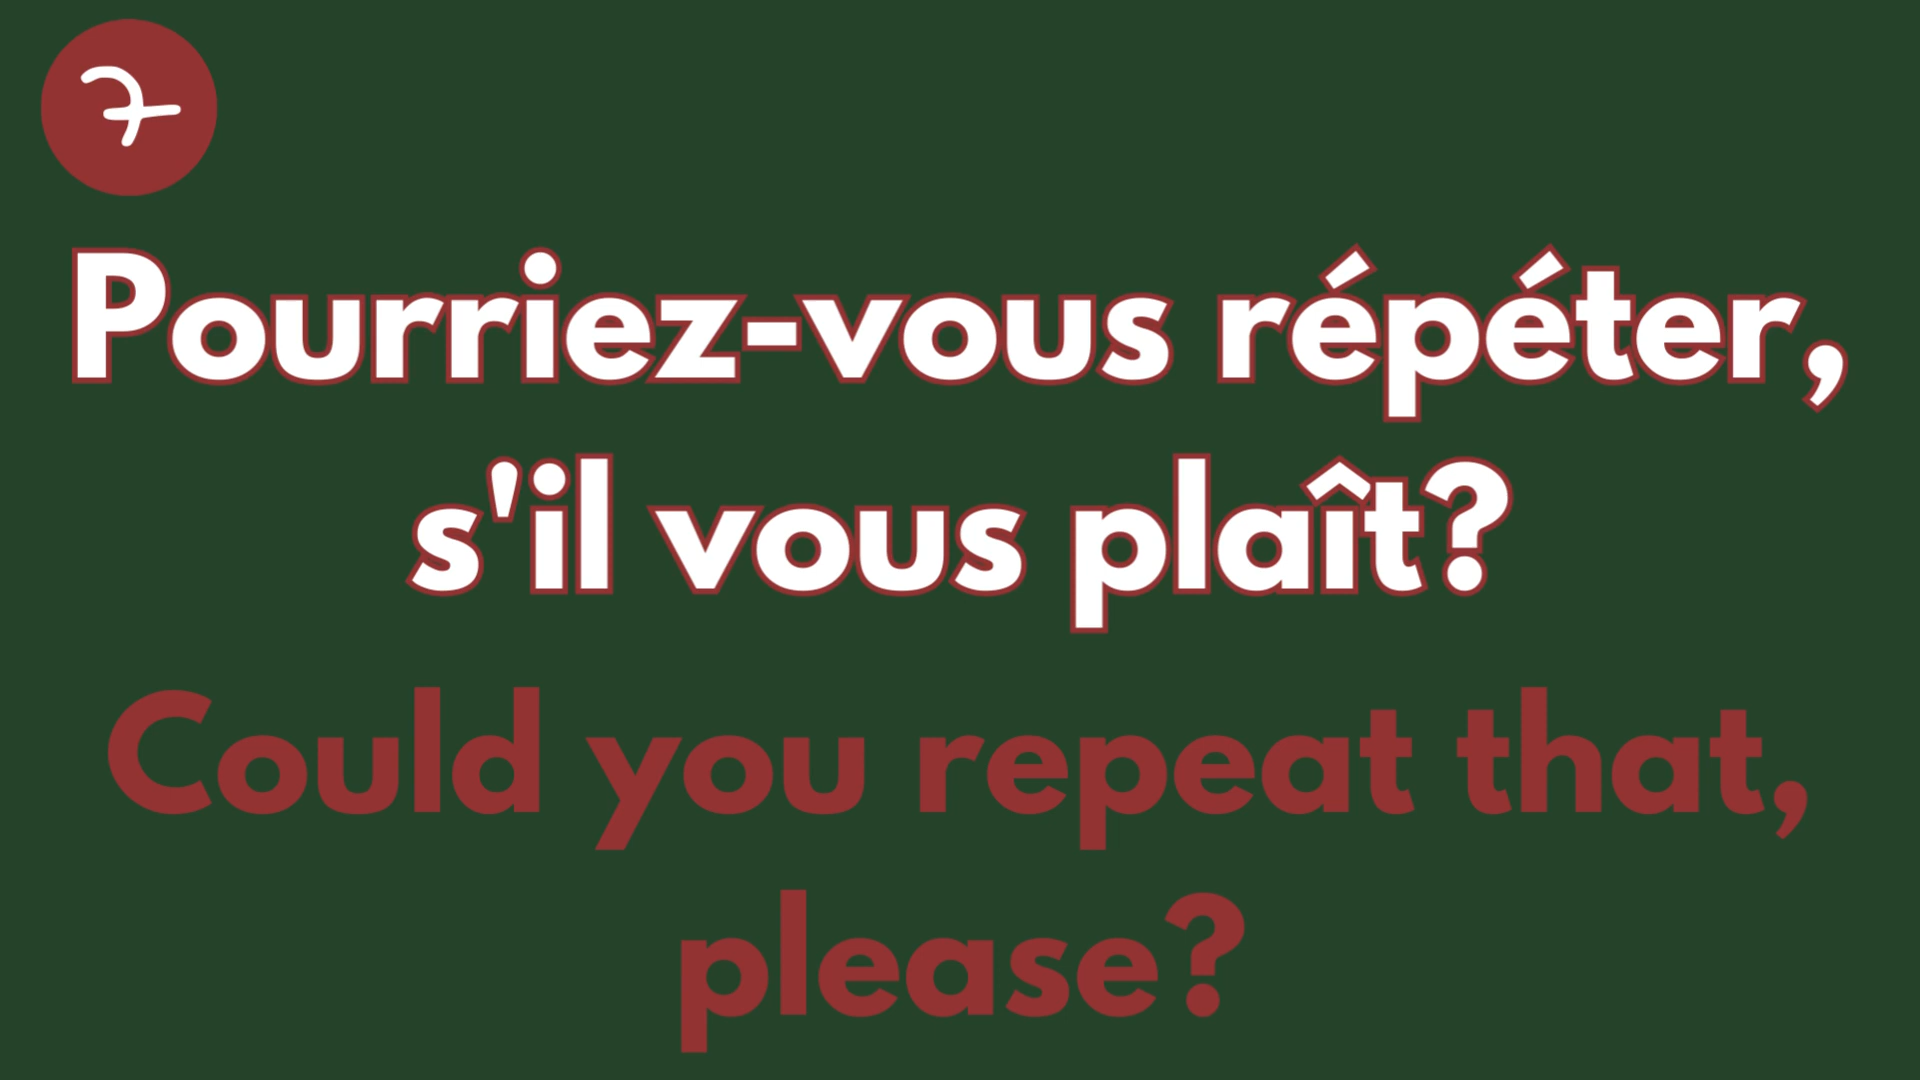 Pourriez-vous répéter,
s'il vous plaît?
Could you repeat that,
please?